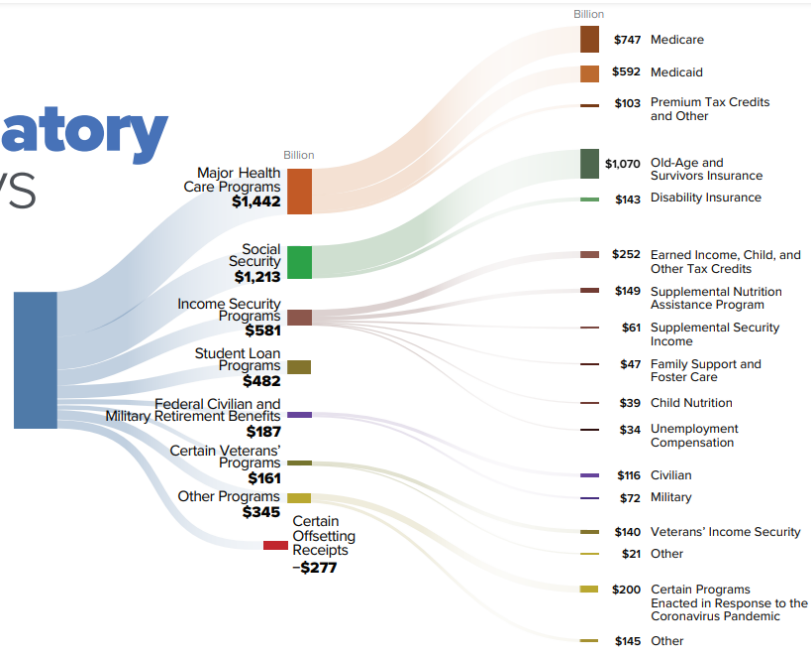 Billion
$747 Medicare
$592 Medicaid
$103 Premium Tax Credits
and Other
atory
Billion
Major Health
Care Programs
$1,442
$1,070 Old-Age and
Survivors Insurance
$143 Disability Insurance
Social
Security
$1,213
$252 Earned Income, Child, and
Other Tax Credits
$149 Supplemental Nutrition
Assistance Program
$61 Supplemental Security
Income
$47 Family Support and
Foster Care
$39 Child Nutrition
$34 Unemployment
Compensation
Income Security
Programs
$581
Student Loan
Programs
$482
Federal Civilian and
Military Retirement Benefits
$187
$116 Civilian
$72 Military
Certain Veterans'
Programs
$161
$140 Veterans' Income Security
$21 Other
Other Programs
$345
$200 Certain Programs
Enacted in Response to the
Coronavirus Pandemic
$145 Other
Certain
Offsetting
Receipts
–$277